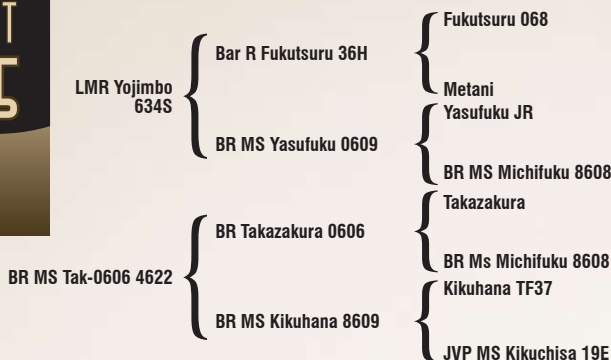 Fukutsuru 068
Bar R Fukutsuru 36H
Metani
LMR Yojimbo
634S
Yasufuku JR
BR MS Yasufuku 0609
BR MS Michifuku 8608
Takazakura
BR Takazakura 0606
BR Ms Michifuku 8608
BR MS Tak-0606 4622
Kikuhana TF37
BR MS Kikuhana 8609
JVP MS Kikuchisa 19E